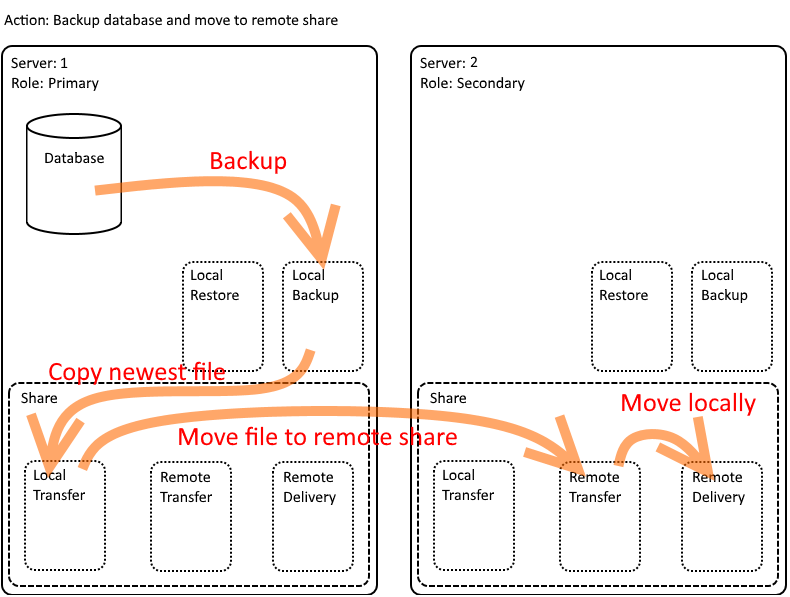 Action: Backup database and move to remote share
Server: 1
Role: Primary
Database
Backup
Local
Restore
Local
Backup
Copy newest file
Share
Move file to remote share
Local
Transfer
Remote
Transfer
Remote
Delivery
Server: 2
Role: Secondary
Local
Restore
Local
Backup
Share
Move locally
Local
Transfer
Remote
Transfer
Remote
Delivery